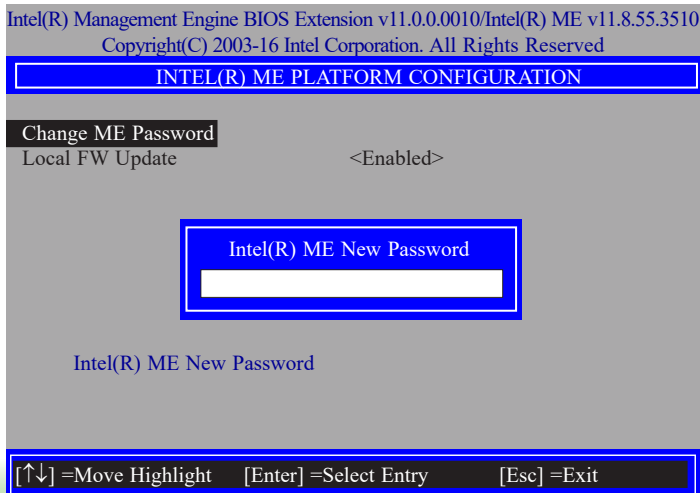 Intel(R) Management Engine BIOS Extension v11.0.0.0010/Intel(R) ME v11.8.55.3510
Copyright(C) 2003-16 Intel Corporation. All Rights Reserved
INTEL(R) ME PLATFORM CONFIGURATION
Change ME Password
Local FW Update <Enabled>
Intel(R) ME New Password
Intel(R) ME New Password
[↑↓] =Move Highlight [Enter] =Select Entry [Esc] =Exit